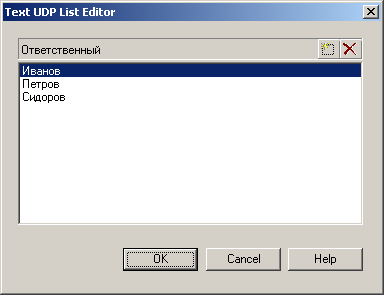 Text UDP List Editor
Ответственный
Иванов
Петров
Сидоров
OK Cancel Help